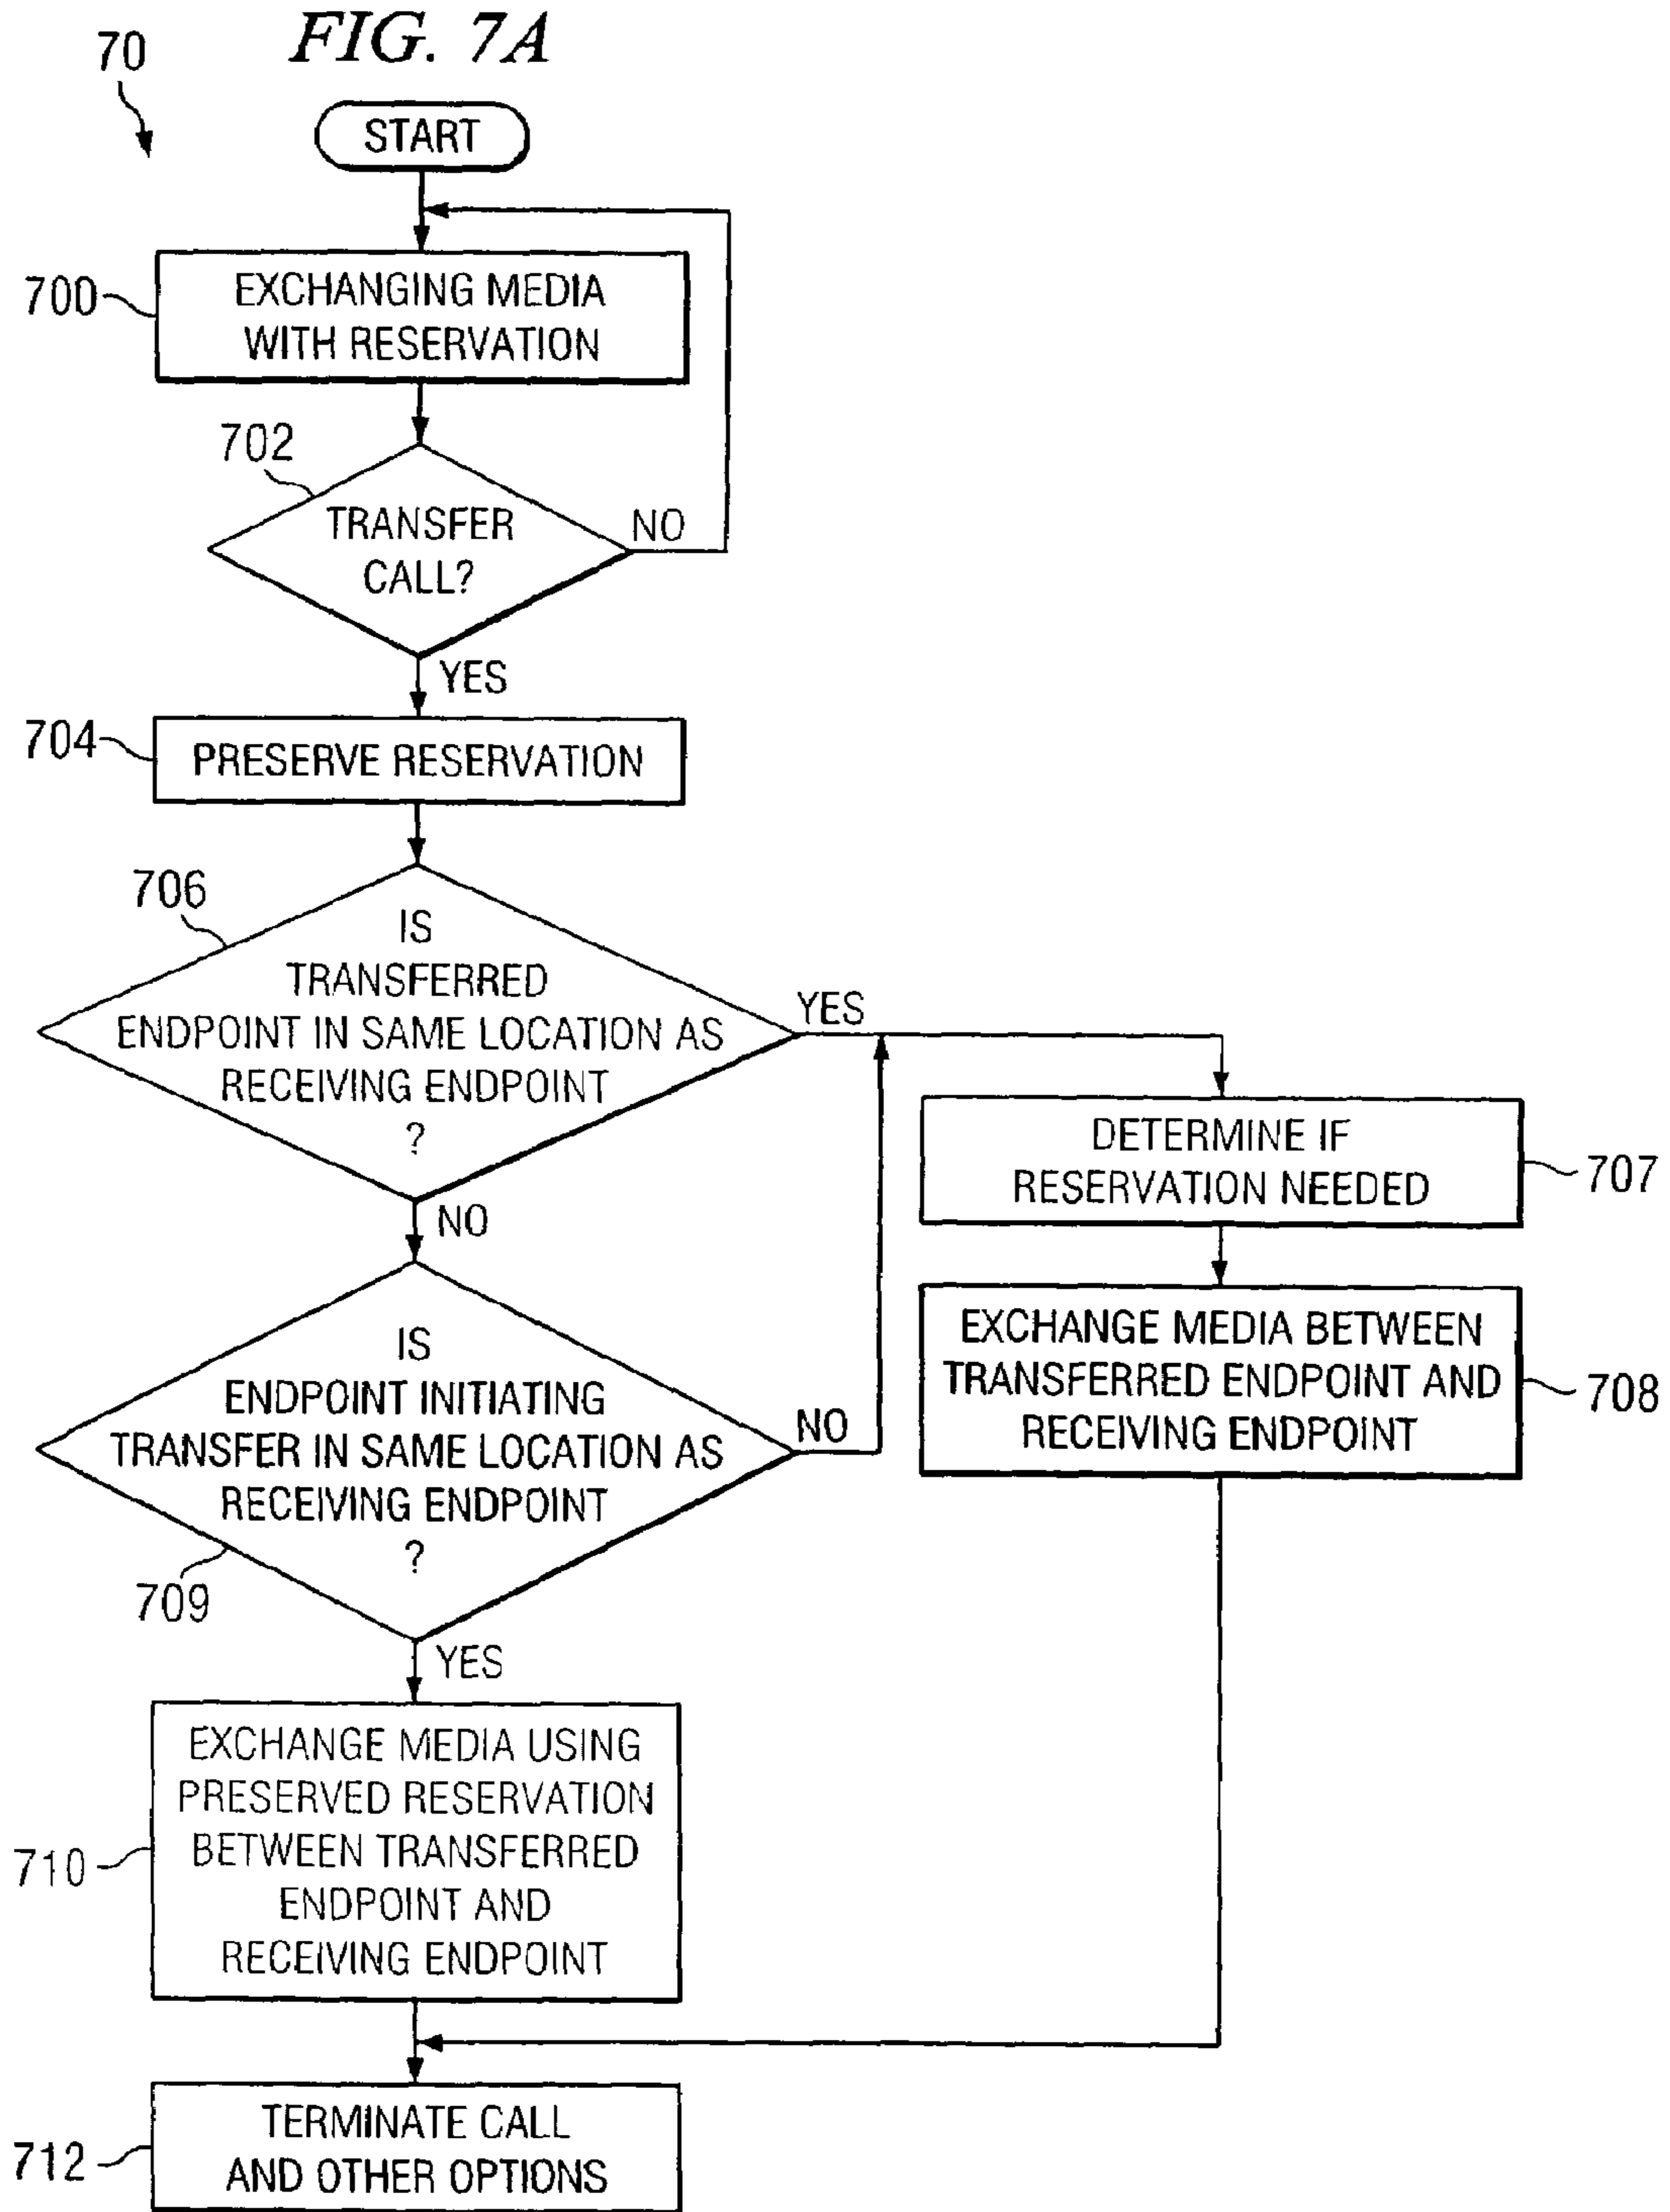 FIG. 7A
70
START
700
EXCHANGING MEDIA
WITH RESERVATION
702
TRANSFER
CALL?
NO
YES
704
PRESERVE RESERVATION
706
IS
TRANSFERRED
ENDPOINT IN SAME LOCATION AS
RECEIVING ENDPOINT
?
YES
NO
DETERMINE IF
RESERVATION NEEDED
707
EXCHANGE MEDIA BETWEEN
TRANSFERRED ENDPOINT AND
RECEIVING ENDPOINT
708
IS
ENDPOINT INITIATING
TRANSFER IN SAME LOCATION AS
RECEIVING ENDPOINT
?
NO
709
YES
710
EXCHANGE MEDIA USING
PRESERVED RESERVATION
BETWEEN TRANSFERRED
ENDPOINT AND
RECEIVING ENDPOINT
712
TERMINATE CALL
AND OTHER OPTIONS